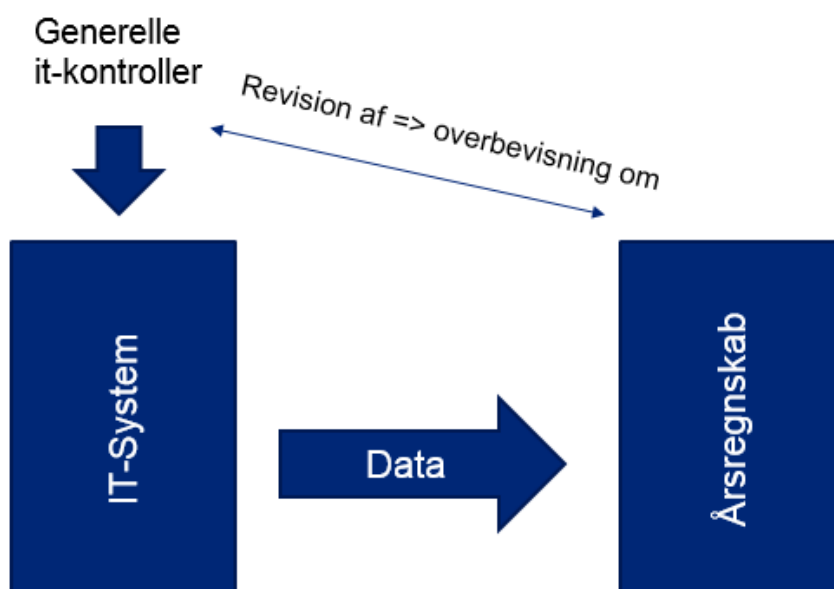 Generelle
it-kontroller
Revision af => overbevisning om
IT-System
Data
Årsregnskab